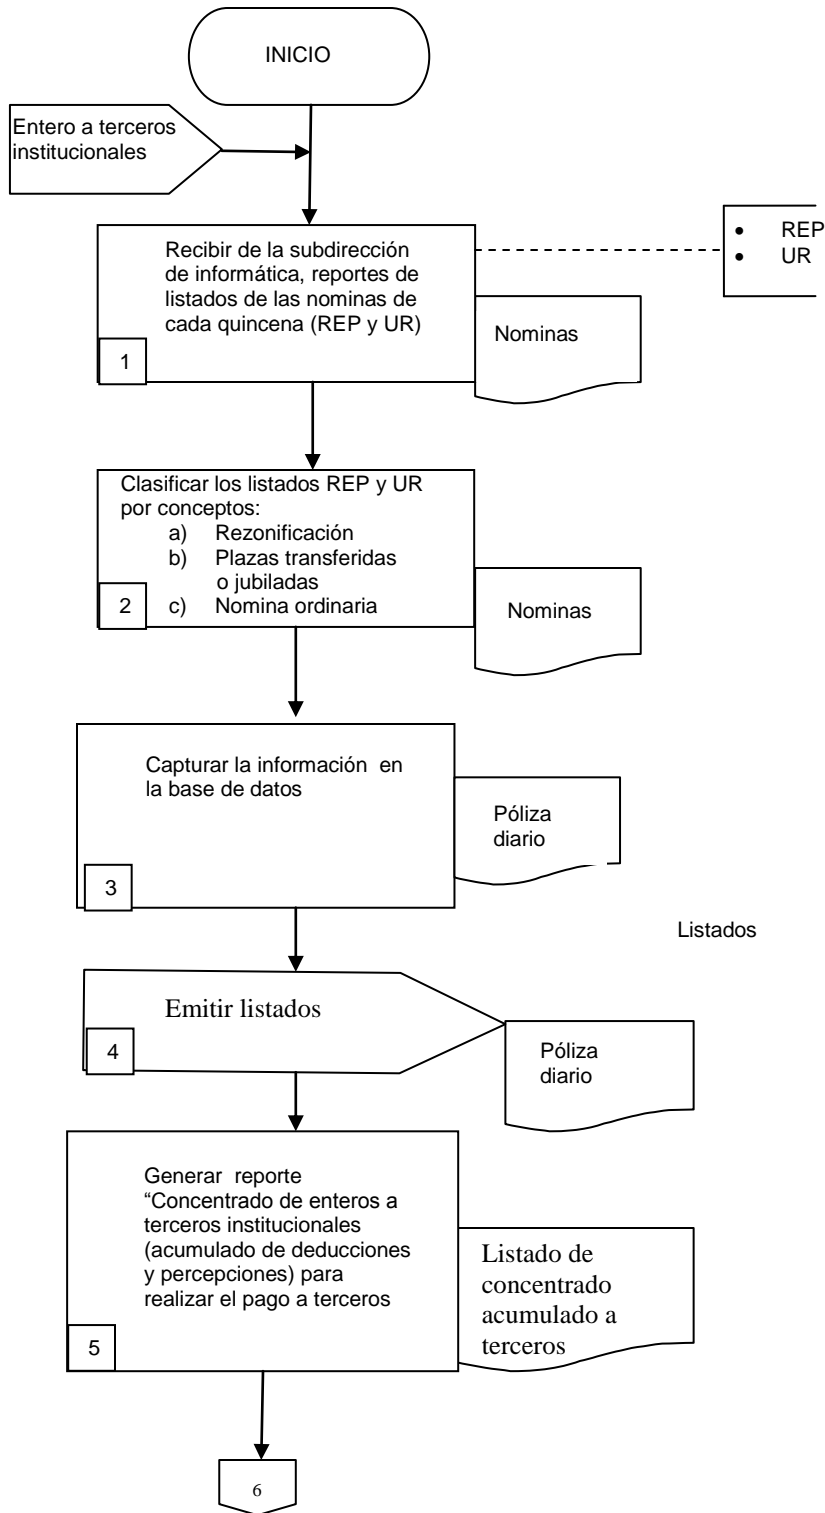 INICIO
Entero a terceros
institucionales
Recibir de la subdirección
de informática, reportes de
listados de las nominas de
cada quincena (REP y UR)
1
• REP
• UR
Nominas
Clasificar los listados REP y UR
por conceptos:
a) Rezonificación
b) Plazas transferidas
o jubiladas
c) Nomina ordinaria
2
Nominas
Capturar la información en
la base de datos
3
Póliza
diario
Listados
Emitir listados
4
Póliza
diario
Generar reporte
“Concentrado de enteros a
terceros institucionales
(acumulado de deducciones
y percepciones) para
realizar el pago a terceros
5
Listado de
concentrado
acumulado a
terceros
6